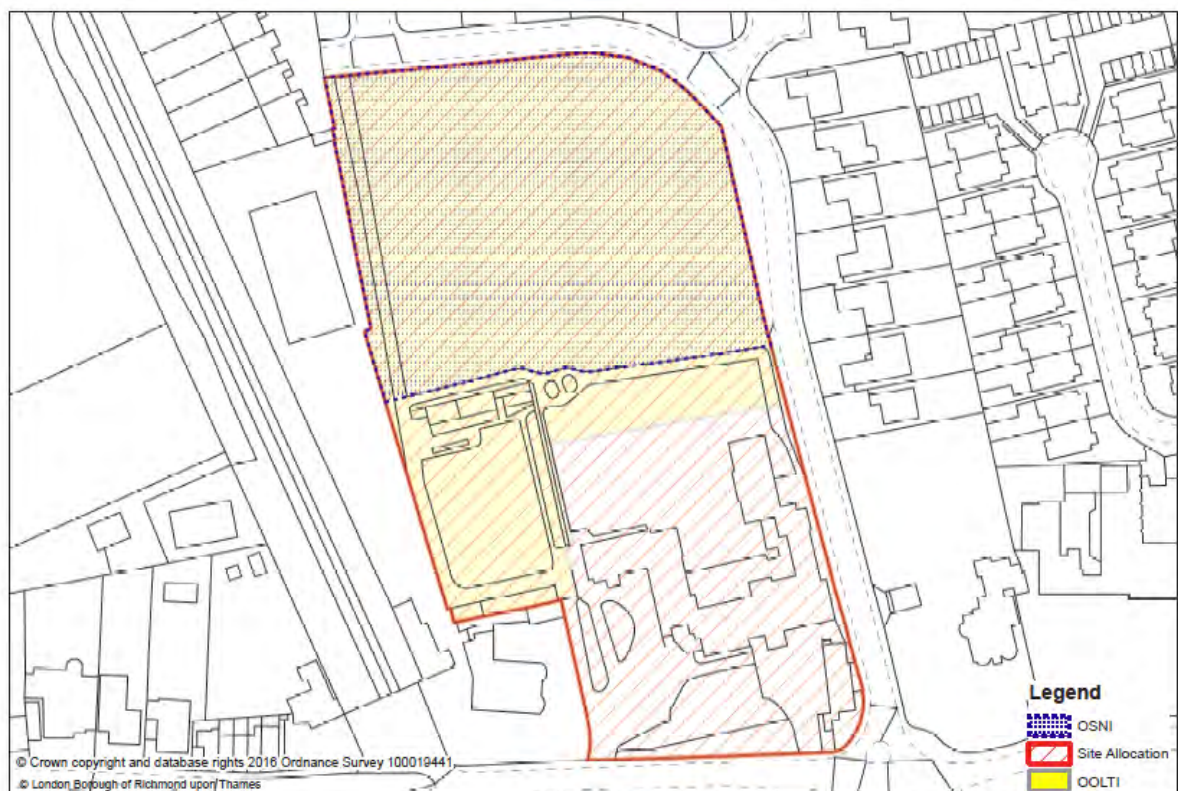 Legend
OSNI
Site Allocation
OOLTI
© Crown copyright and database rights 2016 Ordnance Survey 100019441.
© London Borough of Richmond upon Thames